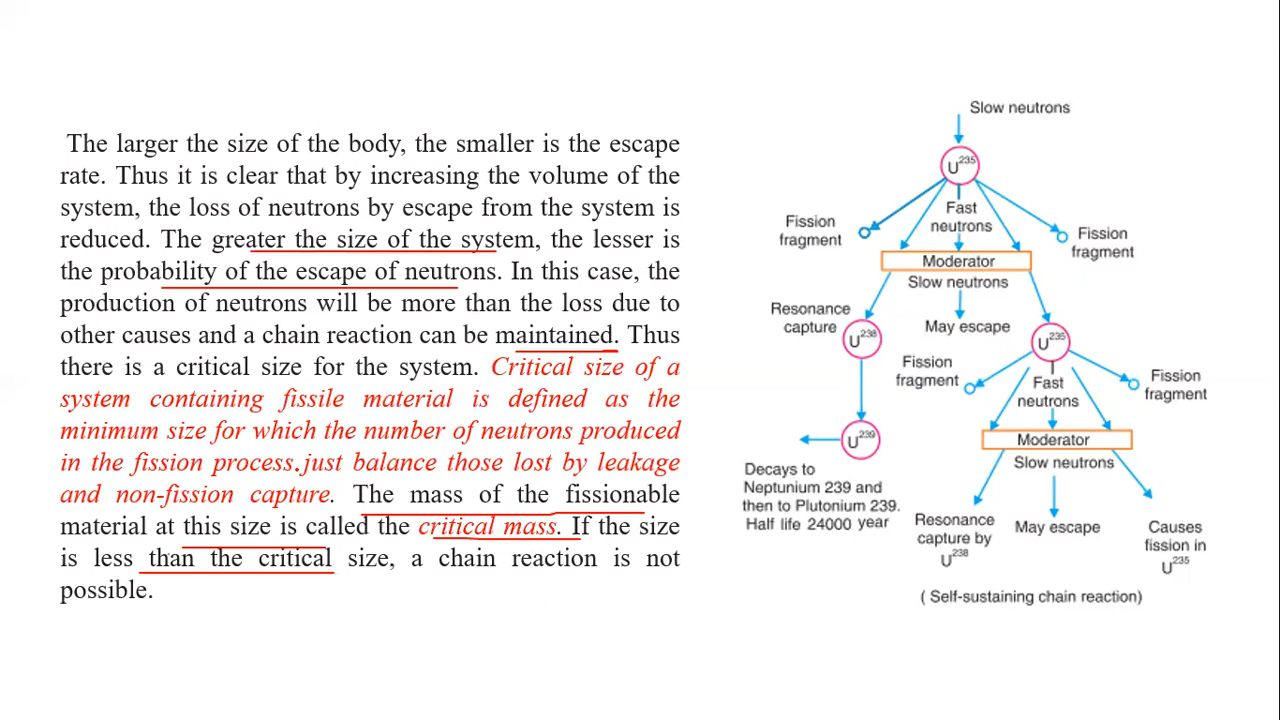 The larger the size of the body, the smaller is the escape
rate. Thus it is clear that by increasing the volume of the
system, the loss of neutrons by escape from the system is
reduced. The greater the size of the system, the lesser is
the probability of the escape of neutrons. In this case, the
production of neutrons will be more than the loss due to
other causes and a chain reaction can be maintained. Thus
there is a critical size for the system. Critical size of a
system containing fissile material is defined as the
minimum size for which the number of neutrons produced
in the fission process just balance those lost by leakage
and non-fission capture. The mass of the fissionable
material at this size is called the critical mass. If the size
is less than the critical size, a chain reaction is not
possible.
Slow neutrons
U²³⁵
Fission
fragment
Fast
neutrons
Fission
fragment
Moderator
Slow neutrons
Resonance
capture
U²³⁸
May escape
U²³⁵
Fission
fragment
Fast
neutrons
Fission
fragment
U²³⁹
Moderator
Slow neutrons
Decays to
Neptunium 239 and
then to Plutonium 239.
Half life 24000 year
Resonance
capture by
U²³⁸
May escape
Causes
fission in
U²³⁵
( Self-sustaining chain reaction)